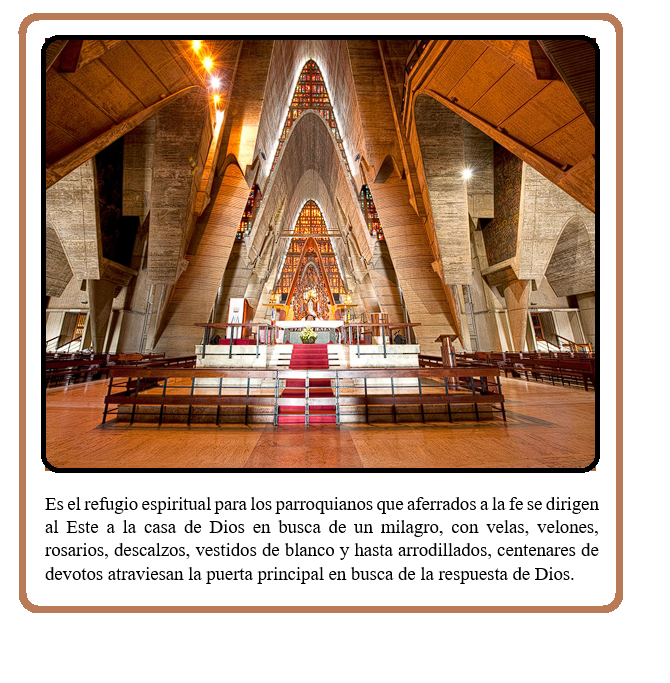 Es el refugio espiritual para los parroquianos que aferrados a la fe se dirigen
al Este a la casa de Dios en busca de un milagro, con velas, velones,
rosarios, descalzos, vestidos de blanco y hasta arrodillados, centenares de
devotos atraviesan la puerta principal en busca de la respuesta de Dios.